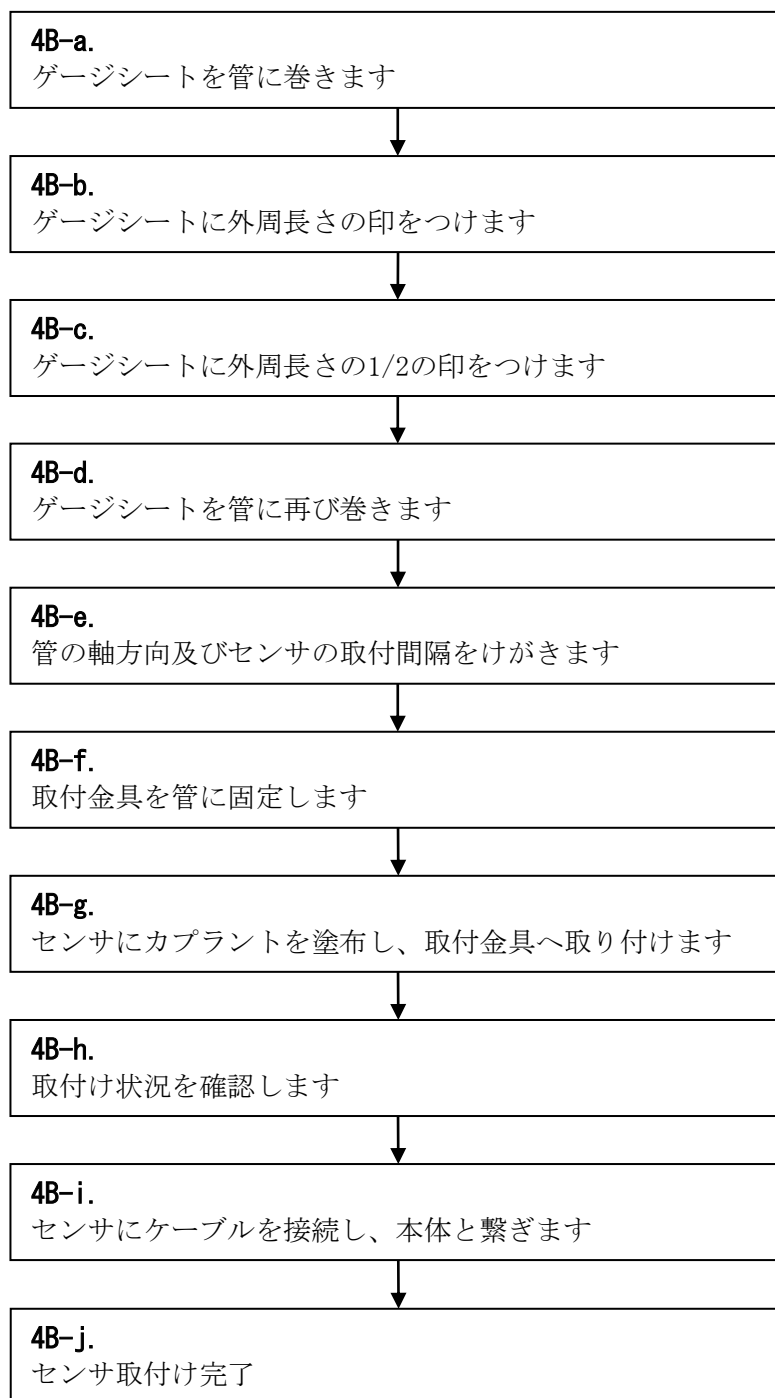 4B-a.
ゲージシートを管に巻きます
4B-b.
ゲージシートに外周長さの印をつけます
4B-c.
ゲージシートに外周長さの1/2の印をつけます
4B-d.
ゲージシートを管に再び巻きます
4B-e.
管の軸方向及びセンサの取付間隔をけがきます
4B-f.
取付金具を管に固定します
4B-g.
センサにカプラントを塗布し、取付金具へ取り付けます
4B-h.
取付け状況を確認します
4B-i.
センサにケーブルを接続し、本体と繋ぎます
4B-j.
センサ取付け完了